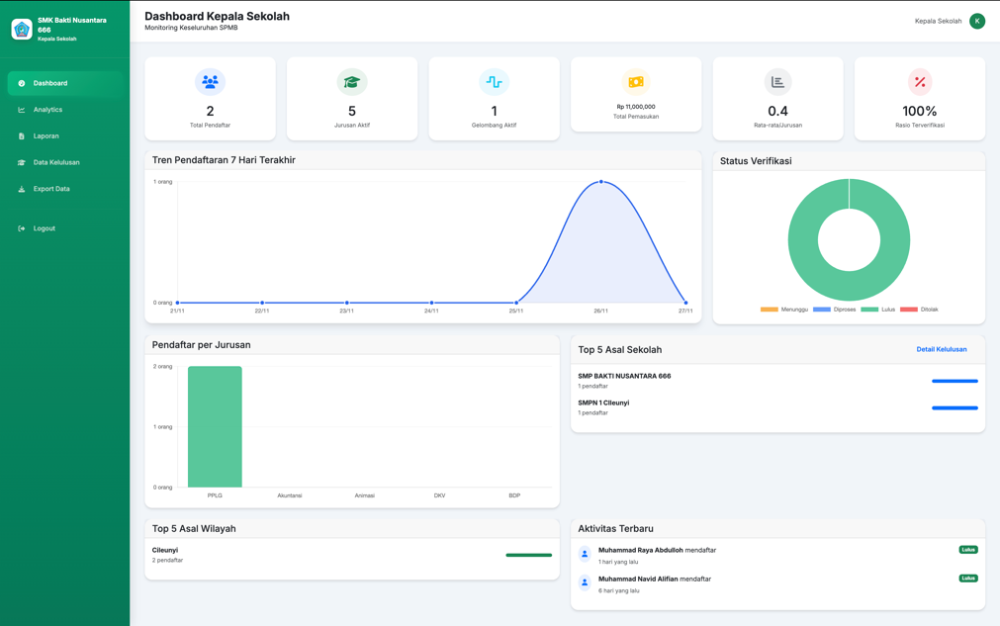 SMK Bakti Nusantara
666
Kepala Sekolah
Dashboard
Analytics
Laporan
Data Kelulusan
Export Data
Logout
Dashboard Kepala Sekolah
Monitoring Keseluruhan SPMB
Kepala Sekolah
K
2
Total Pendaftar
5
Jurusan Aktif
1
Gelombang Aktif
Rp 11,000,000
Total Pemasukan
0.4
Rata-rata/Jurusan
100%
Rasio Terverifikasi
Tren Pendaftaran 7 Hari Terakhir
1 orang
0 orang
21/11
22/11
23/11
24/11
25/11
26/11
27/11
Status Verifikasi
Menunggu
Diproses
Lulus
Ditolak
Pendaftar per Jurusan
2 orang
1 orang
0 orang
PPLG
Akuntansi
Animasi
DKV
BDP
Top 5 Asal Sekolah
Detail Kelulusan
SMP BAKTI NUSANTARA 666
1 pendaftar
SMPN 1 Cileunyi
1 pendaftar
Top 5 Asal Wilayah
Cileunyi
2 pendaftar
Aktivitas Terbaru
Muhammad Raya Abdulloh mendaftar
Lulus
1 hari yang lalu
Muhammad Navid Alifian mendaftar
Lulus
6 hari yang lalu